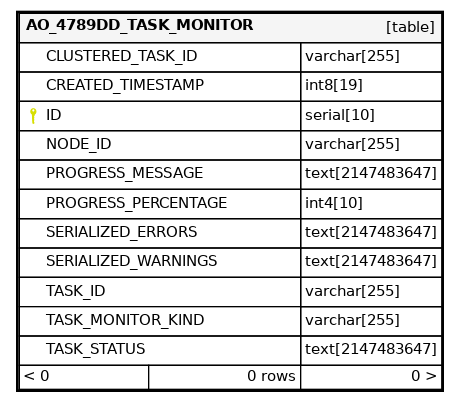 AO_4789DD_TASK_MONITOR [table]
CLUSTERED_TASK_ID varchar[255]
CREATED_TIMESTAMP int8[19]
ID serial[10]
NODE_ID varchar[255]
PROGRESS_MESSAGE text[2147483647]
PROGRESS_PERCENTAGE int4[10]
SERIALIZED_ERRORS text[2147483647]
SERIALIZED_WARNINGS text[2147483647]
TASK_ID varchar[255]
TASK_MONITOR_KIND varchar[255]
TASK_STATUS text[2147483647]
< 0 0 rows 0 >